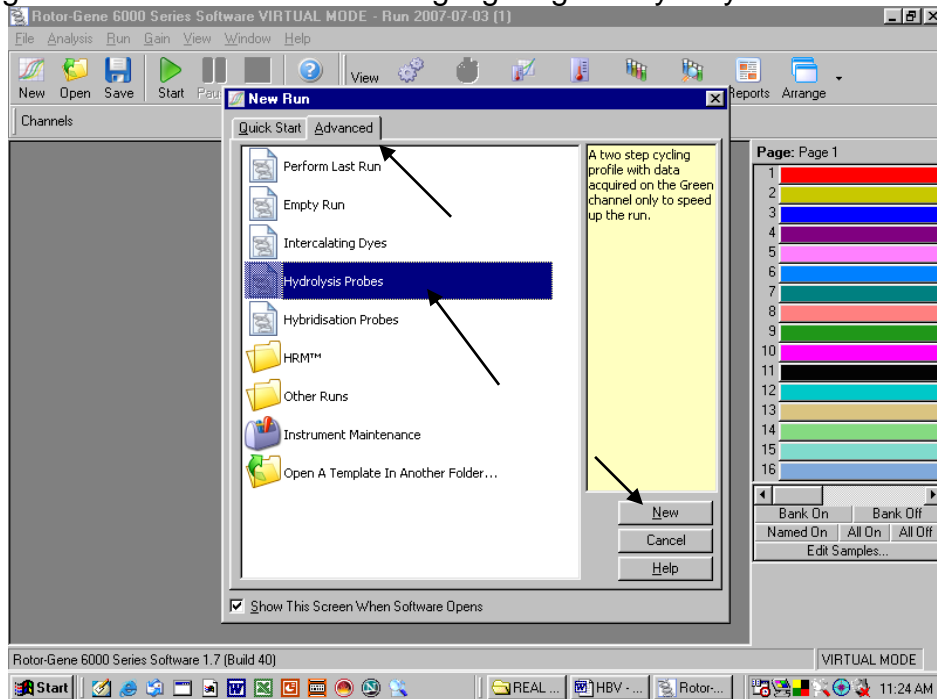 Rotor-Gene 6000 Series Software VIRTUAL MODE - Run 2007-07-03 (1)
File Analysis Run Gain View Window Help
New Open Save Start View Reports Arrange
Channels
New Run
Quick Start Advanced
Perform Last Run
Empty Run
Intercalating Dyes
Hydrolysis Probes
Hybridisation Probes
HRM™
Other Runs
Instrument Maintenance
Open A Template In Another Folder...
A two step cycling
profile with data
acquired on the Green
channel only to speed
up the run.
New
Cancel
Help
Show This Screen When Software Opens
Page: Page 1
1
2
3
4
5
6
7
8
9
10
11
12
13
14
15
16
Bank On Bank Off
Named On All On All Off
Edit Samples...
Rotor-Gene 6000 Series Software 1.7 (Build 40) VIRTUAL MODE
Start REAL ... HBV - ... Rotor-... 11:24 AM